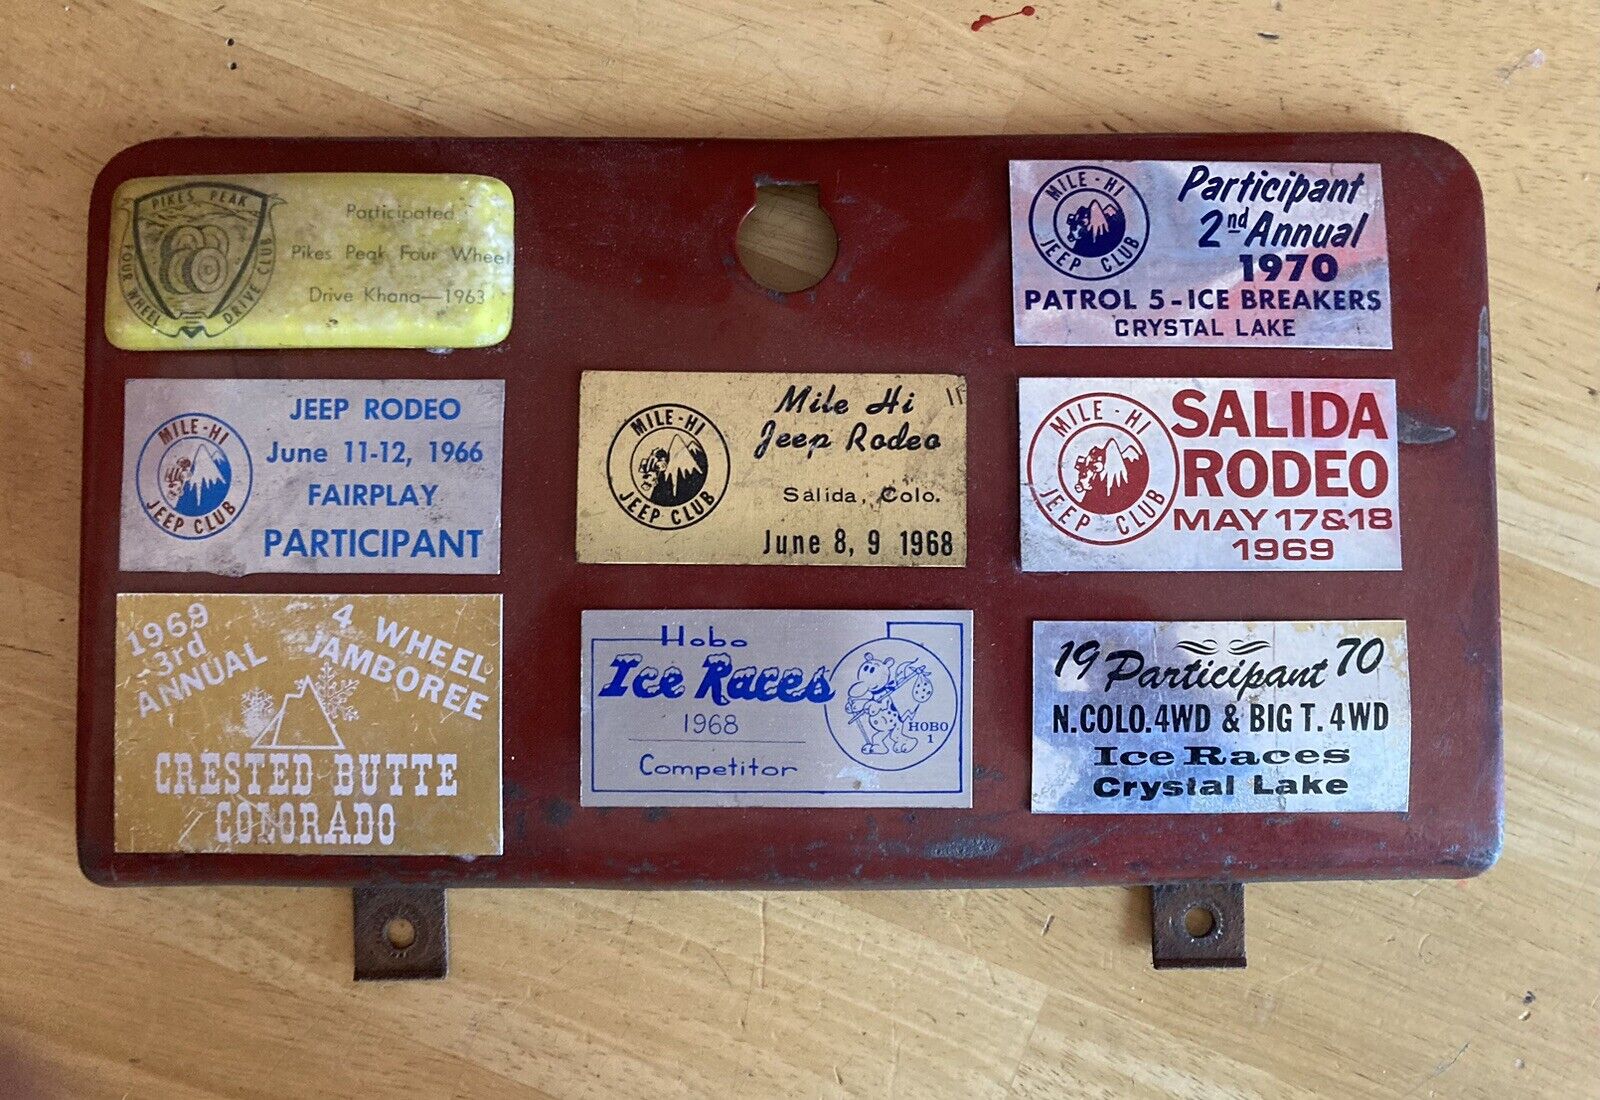 PIKES PEAK
FOUR WHEEL
DRIVE CLUB
Participated
Pikes Peak Four Wheel
Drive Khana—1963
MILE-HI
JEEP CLUB
Participant
2nd Annual
1970
PATROL 5-ICE BREAKERS
CRYSTAL LAKE
MILE-HI
JEEP CLUB
JEEP RODEO
June 11-12, 1966
FAIRPLAY
PARTICIPANT
MILE-HI
JEEP CLUB
Mile Hi
Jeep Rodeo
Salida, Colo.
June 8, 9 1968
MILE-HI
JEEP CLUB
SALIDA
RODEO
MAY 17&18
1969
1969
3rd
ANNUAL
4 WHEEL
JAMBOREE
CRESTED BUTTE
COLORADO
Hobo
Ice Races
1968
Competitor
HOBO
1
19 Participant 70
N.COLO.4WD & BIG T.4WD
Ice Races
Crystal Lake